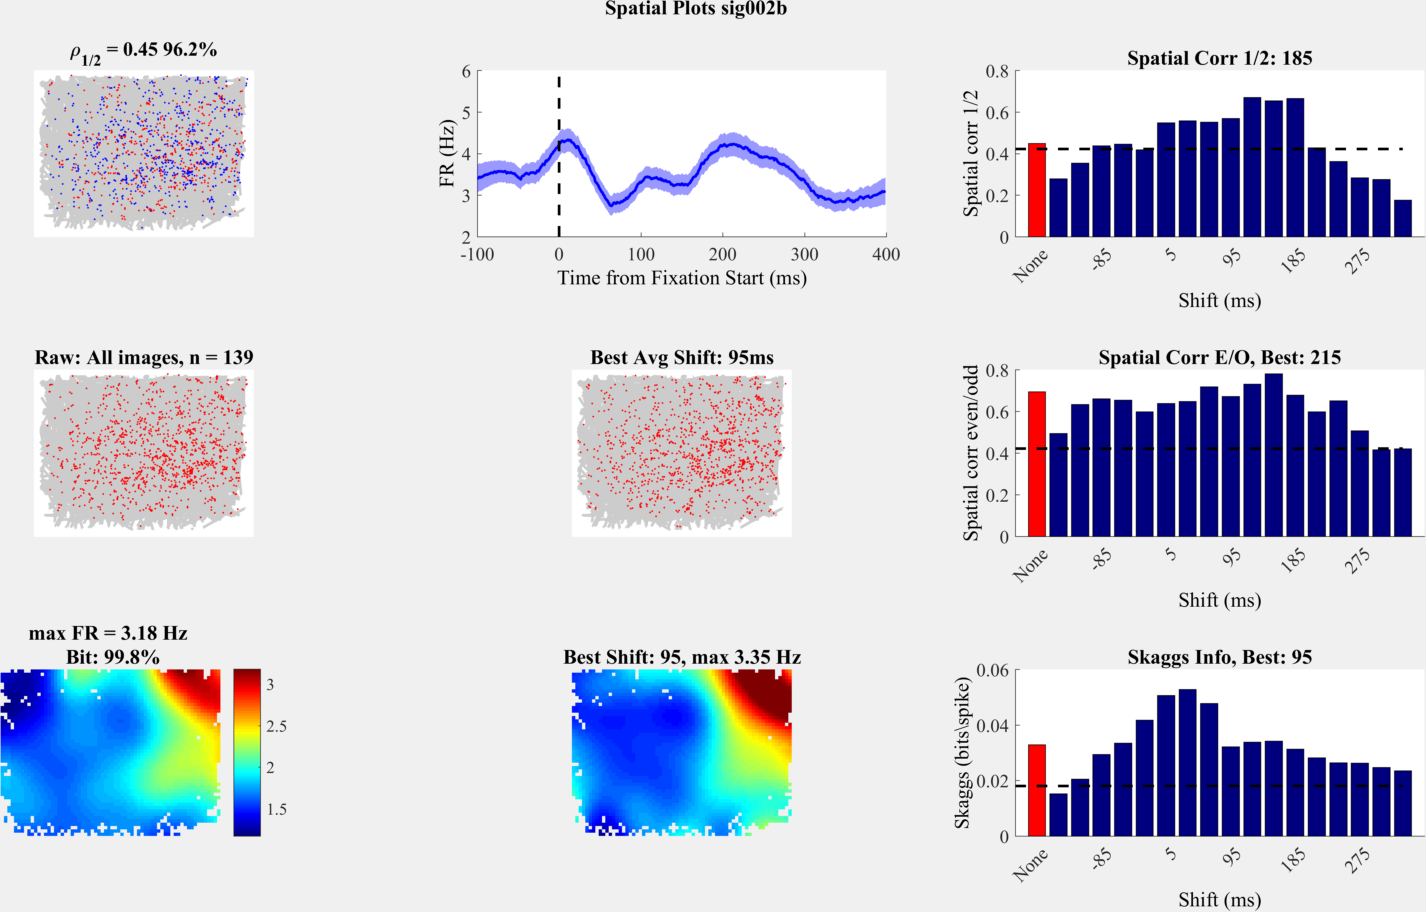 Spatial Plots sig002b
ρ1/2 = 0.45 96.2%
6
5
4
3
2
FR (Hz)
-100 0 100 200 300 400
Time from Fixation Start (ms)
Spatial Corr 1/2: 185
0.8
0.6
0.4
0.2
0
Spatial corr 1/2
None -85 5 95 185 275
Shift (ms)
Raw: All images, n = 139
Best Avg Shift: 95ms
Spatial Corr E/O, Best: 215
0.8
0.6
0.4
0.2
0
Spatial corr even/odd
None -85 5 95 185 275
Shift (ms)
max FR = 3.18 Hz
Bit: 99.8%
3
2.5
2
1.5
Best Shift: 95, max 3.35 Hz
Skaggs Info, Best: 95
0.06
0.04
0.02
0
Skaggs (bits\spike)
None -85 5 95 185 275
Shift (ms)